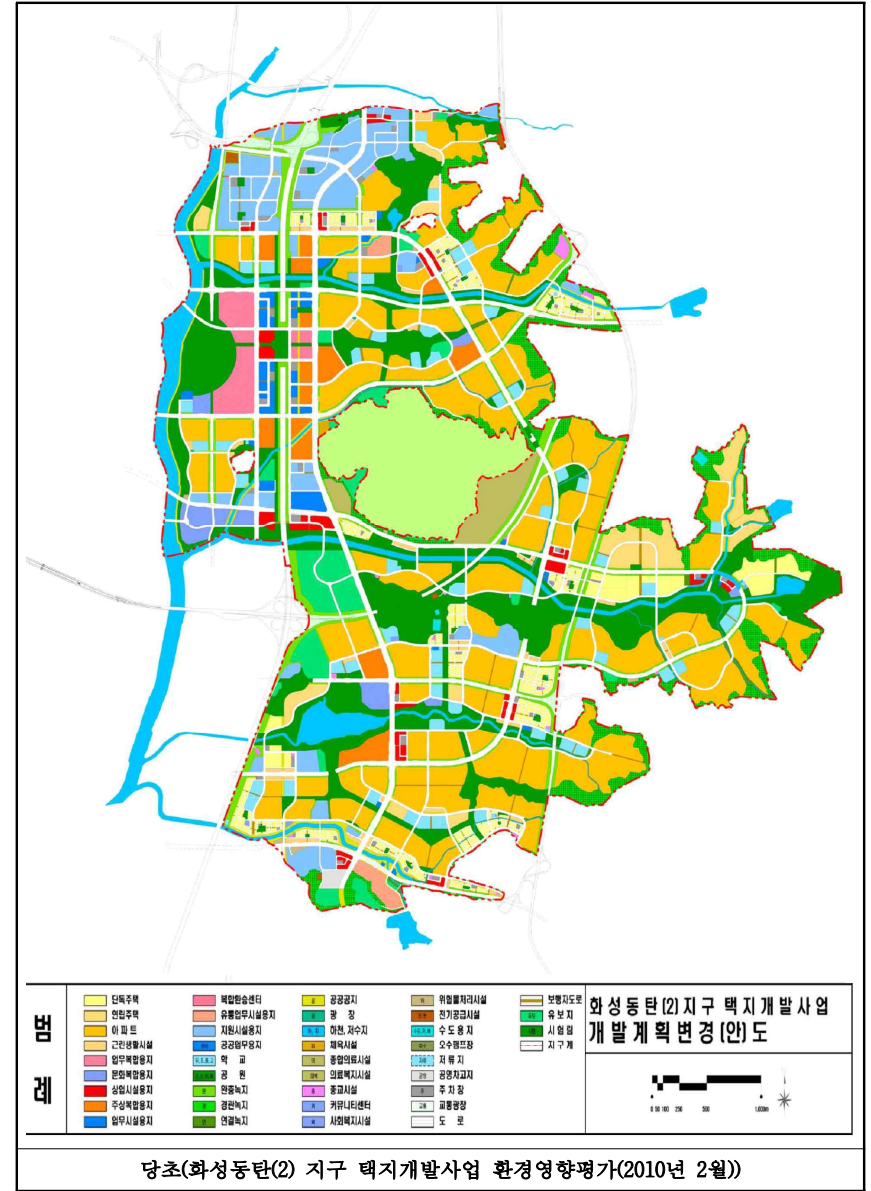 범
례
단독주택
연립주택
아 파 트
근린생활시설
업무복합용지
문화복합용지
상업시설용지
주상복합용지
업무시설용지
복합환승센터
유통업무시설용지
지원시설용지
공공업무용지
학 교
공 원
완충녹지
경관녹지
연결녹지
공공공지
광 장
하천, 저수지
체육시설
종합의료시설
의료복지시설
종교시설
커뮤니티센터
사회복지시설
위험물처리시설
전기공급시설
수 도 용 지
오수펌프장
저 류 지
공영차고지
주 차 장
교통광장
도 로
보행자도로
유 보 지
시 험 림
지 구 계
화성동탄(2)지구 택지개발사업
개발계획변경(안)도
0 50 100 250 500 1,000m
당초(화성동탄(2) 지구 택지개발사업 환경영향평가(2010년 2월))